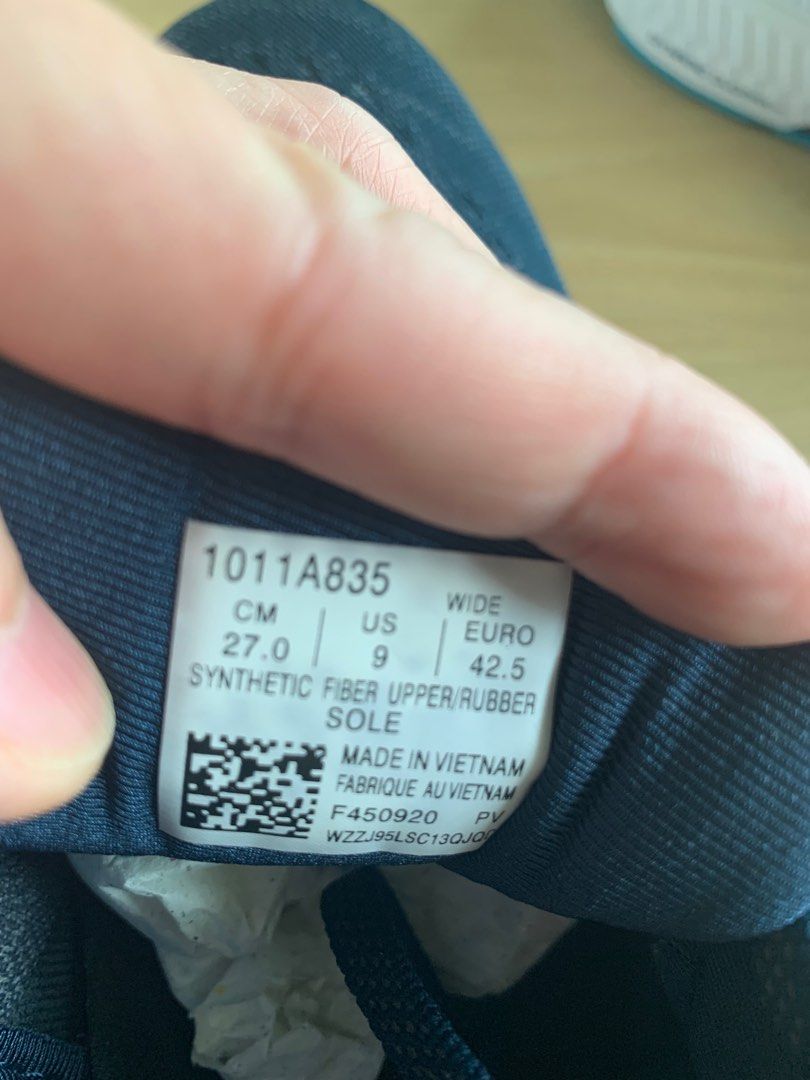 1011A835
WIDE
CM | US | EURO
27.0 | 9 | 42.5
SYNTHETIC FIBER UPPER/RUBBER
SOLE
MADE IN VIETNAM
FABRIQUE AU VIETNAM
F450920 PV